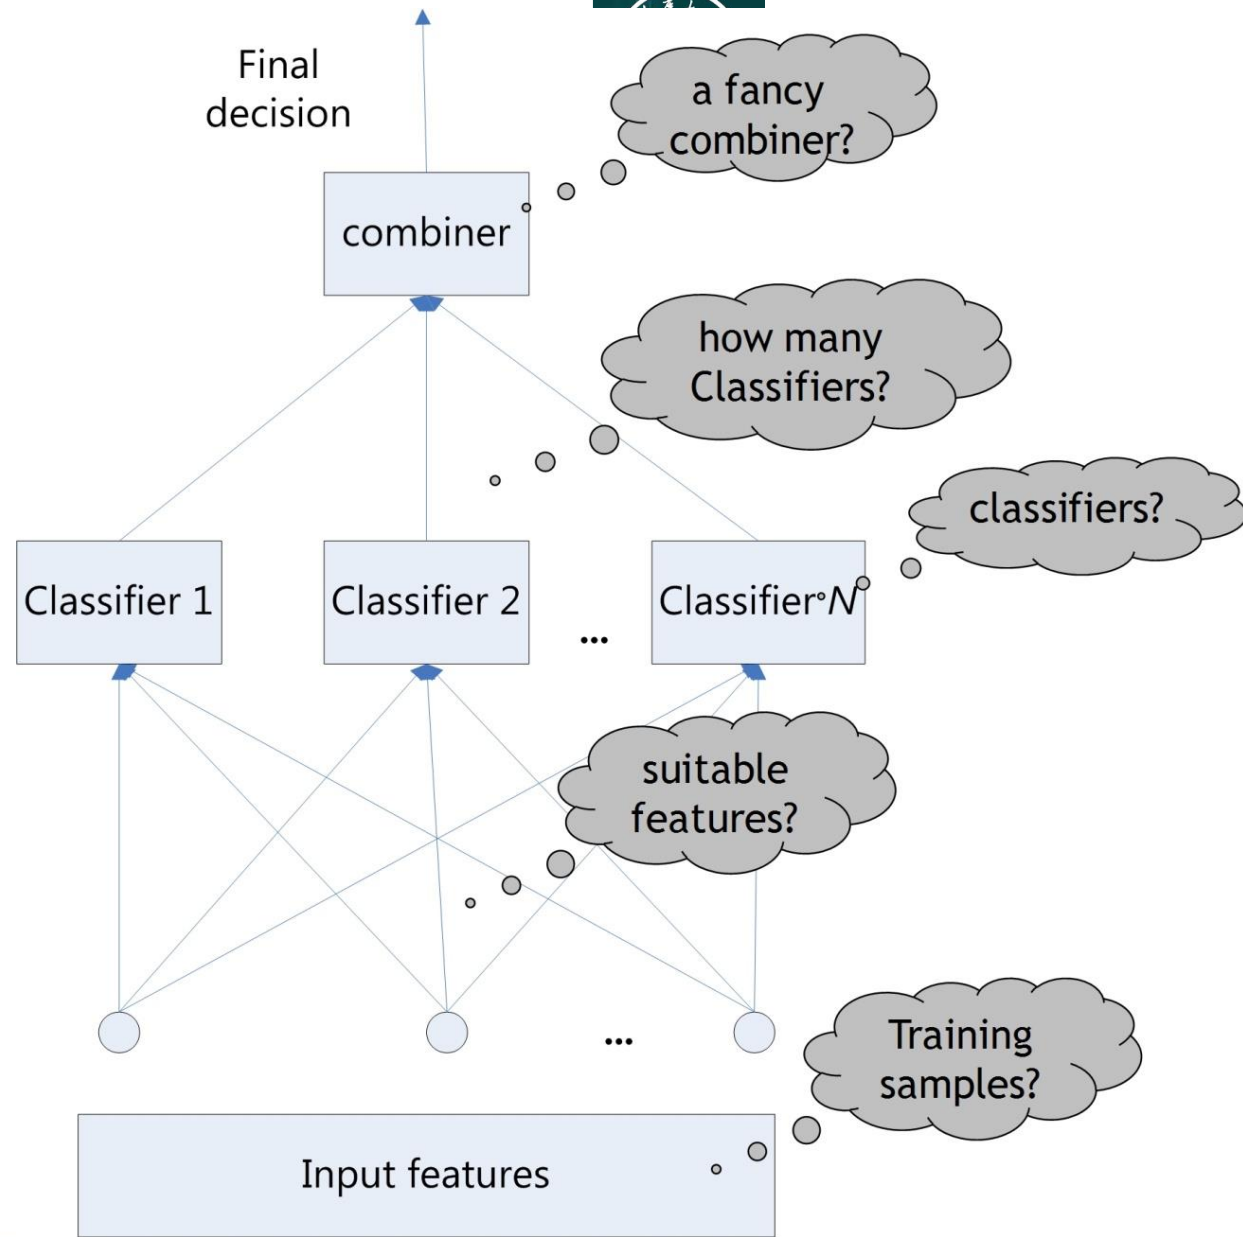 Final
decision
a fancy
combiner?
combiner
how many
Classifiers?
classifiers?
Classifier 1
Classifier 2
...
Classifier N
suitable
features?
...
Training
samples?
Input features